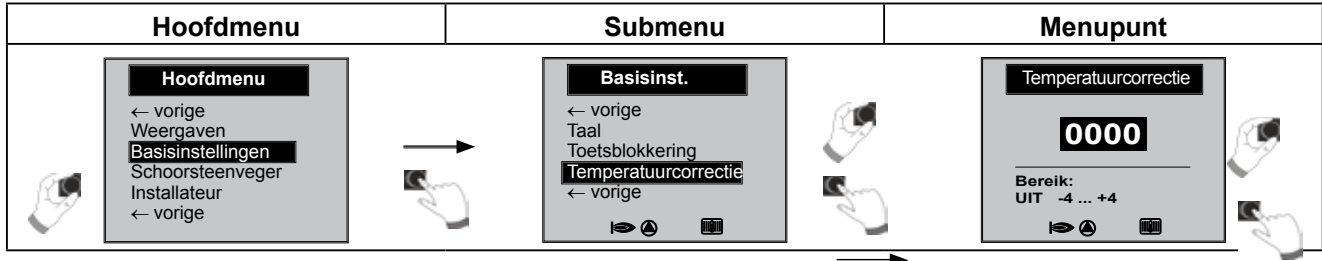 Hoofdmenu
Submenu
Menupunt
Hoofdmenu
← vorige
Weergaven
Basisinstellingen
Schoorsteenveger
Installateur
← vorige
Basisinst.
← vorige
Taal
Toetsblokkering
Temperatuurcorrectie
← vorige
Temperatuurcorrectie
0000
Bereik:
UIT -4 ... +4